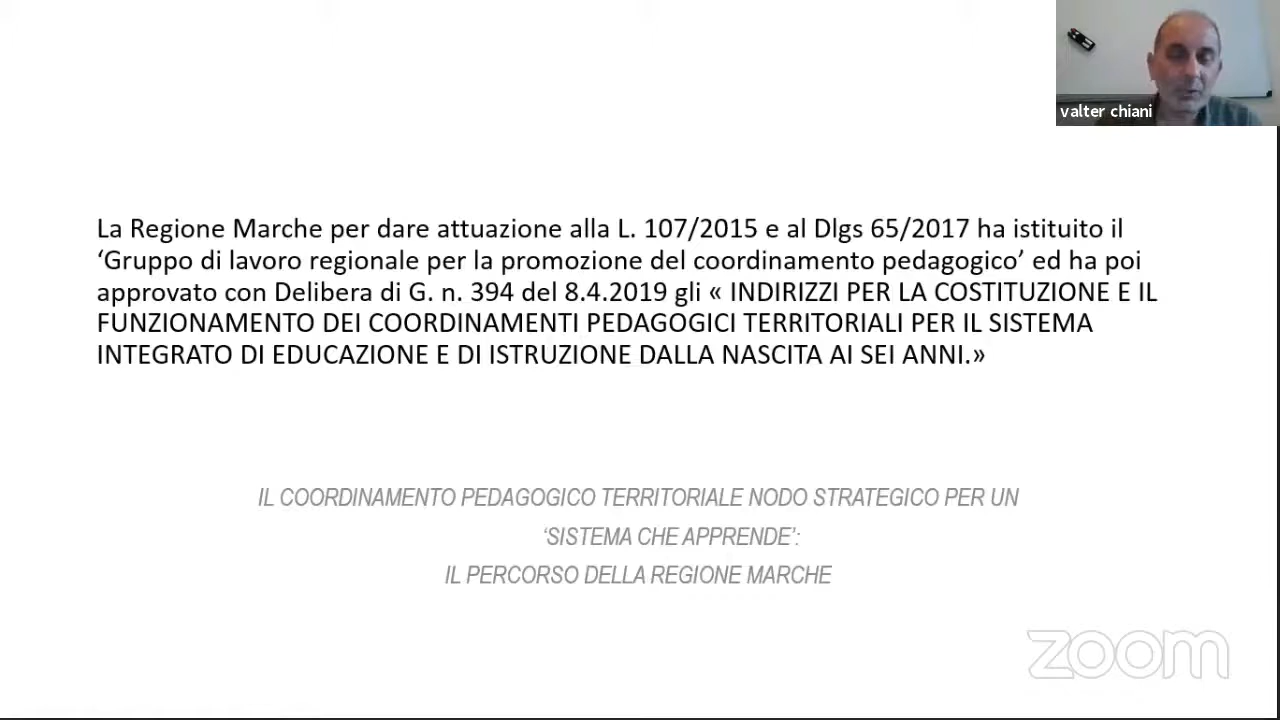 valter chiani
La Regione Marche per dare attuazione alla L. 107/2015 e al Dlgs 65/2017 ha istituito il
‘Gruppo di lavoro regionale per la promozione del coordinamento pedagogico’ ed ha poi
approvato con Delibera di G. n. 394 del 8.4.2019 gli « INDIRIZZI PER LA COSTITUZIONE E IL
FUNZIONAMENTO DEI COORDINAMENTI PEDAGOGICI TERRITORIALI PER IL SISTEMA
INTEGRATO DI EDUCAZIONE E DI ISTRUZIONE DALLA NASCITA AI SEI ANNI.»
IL COORDINAMENTO PEDAGOGICO TERRITORIALE NODO STRATEGICO PER UN
‘SISTEMA CHE APPRENDE’:
IL PERCORSO DELLA REGIONE MARCHE
zoom